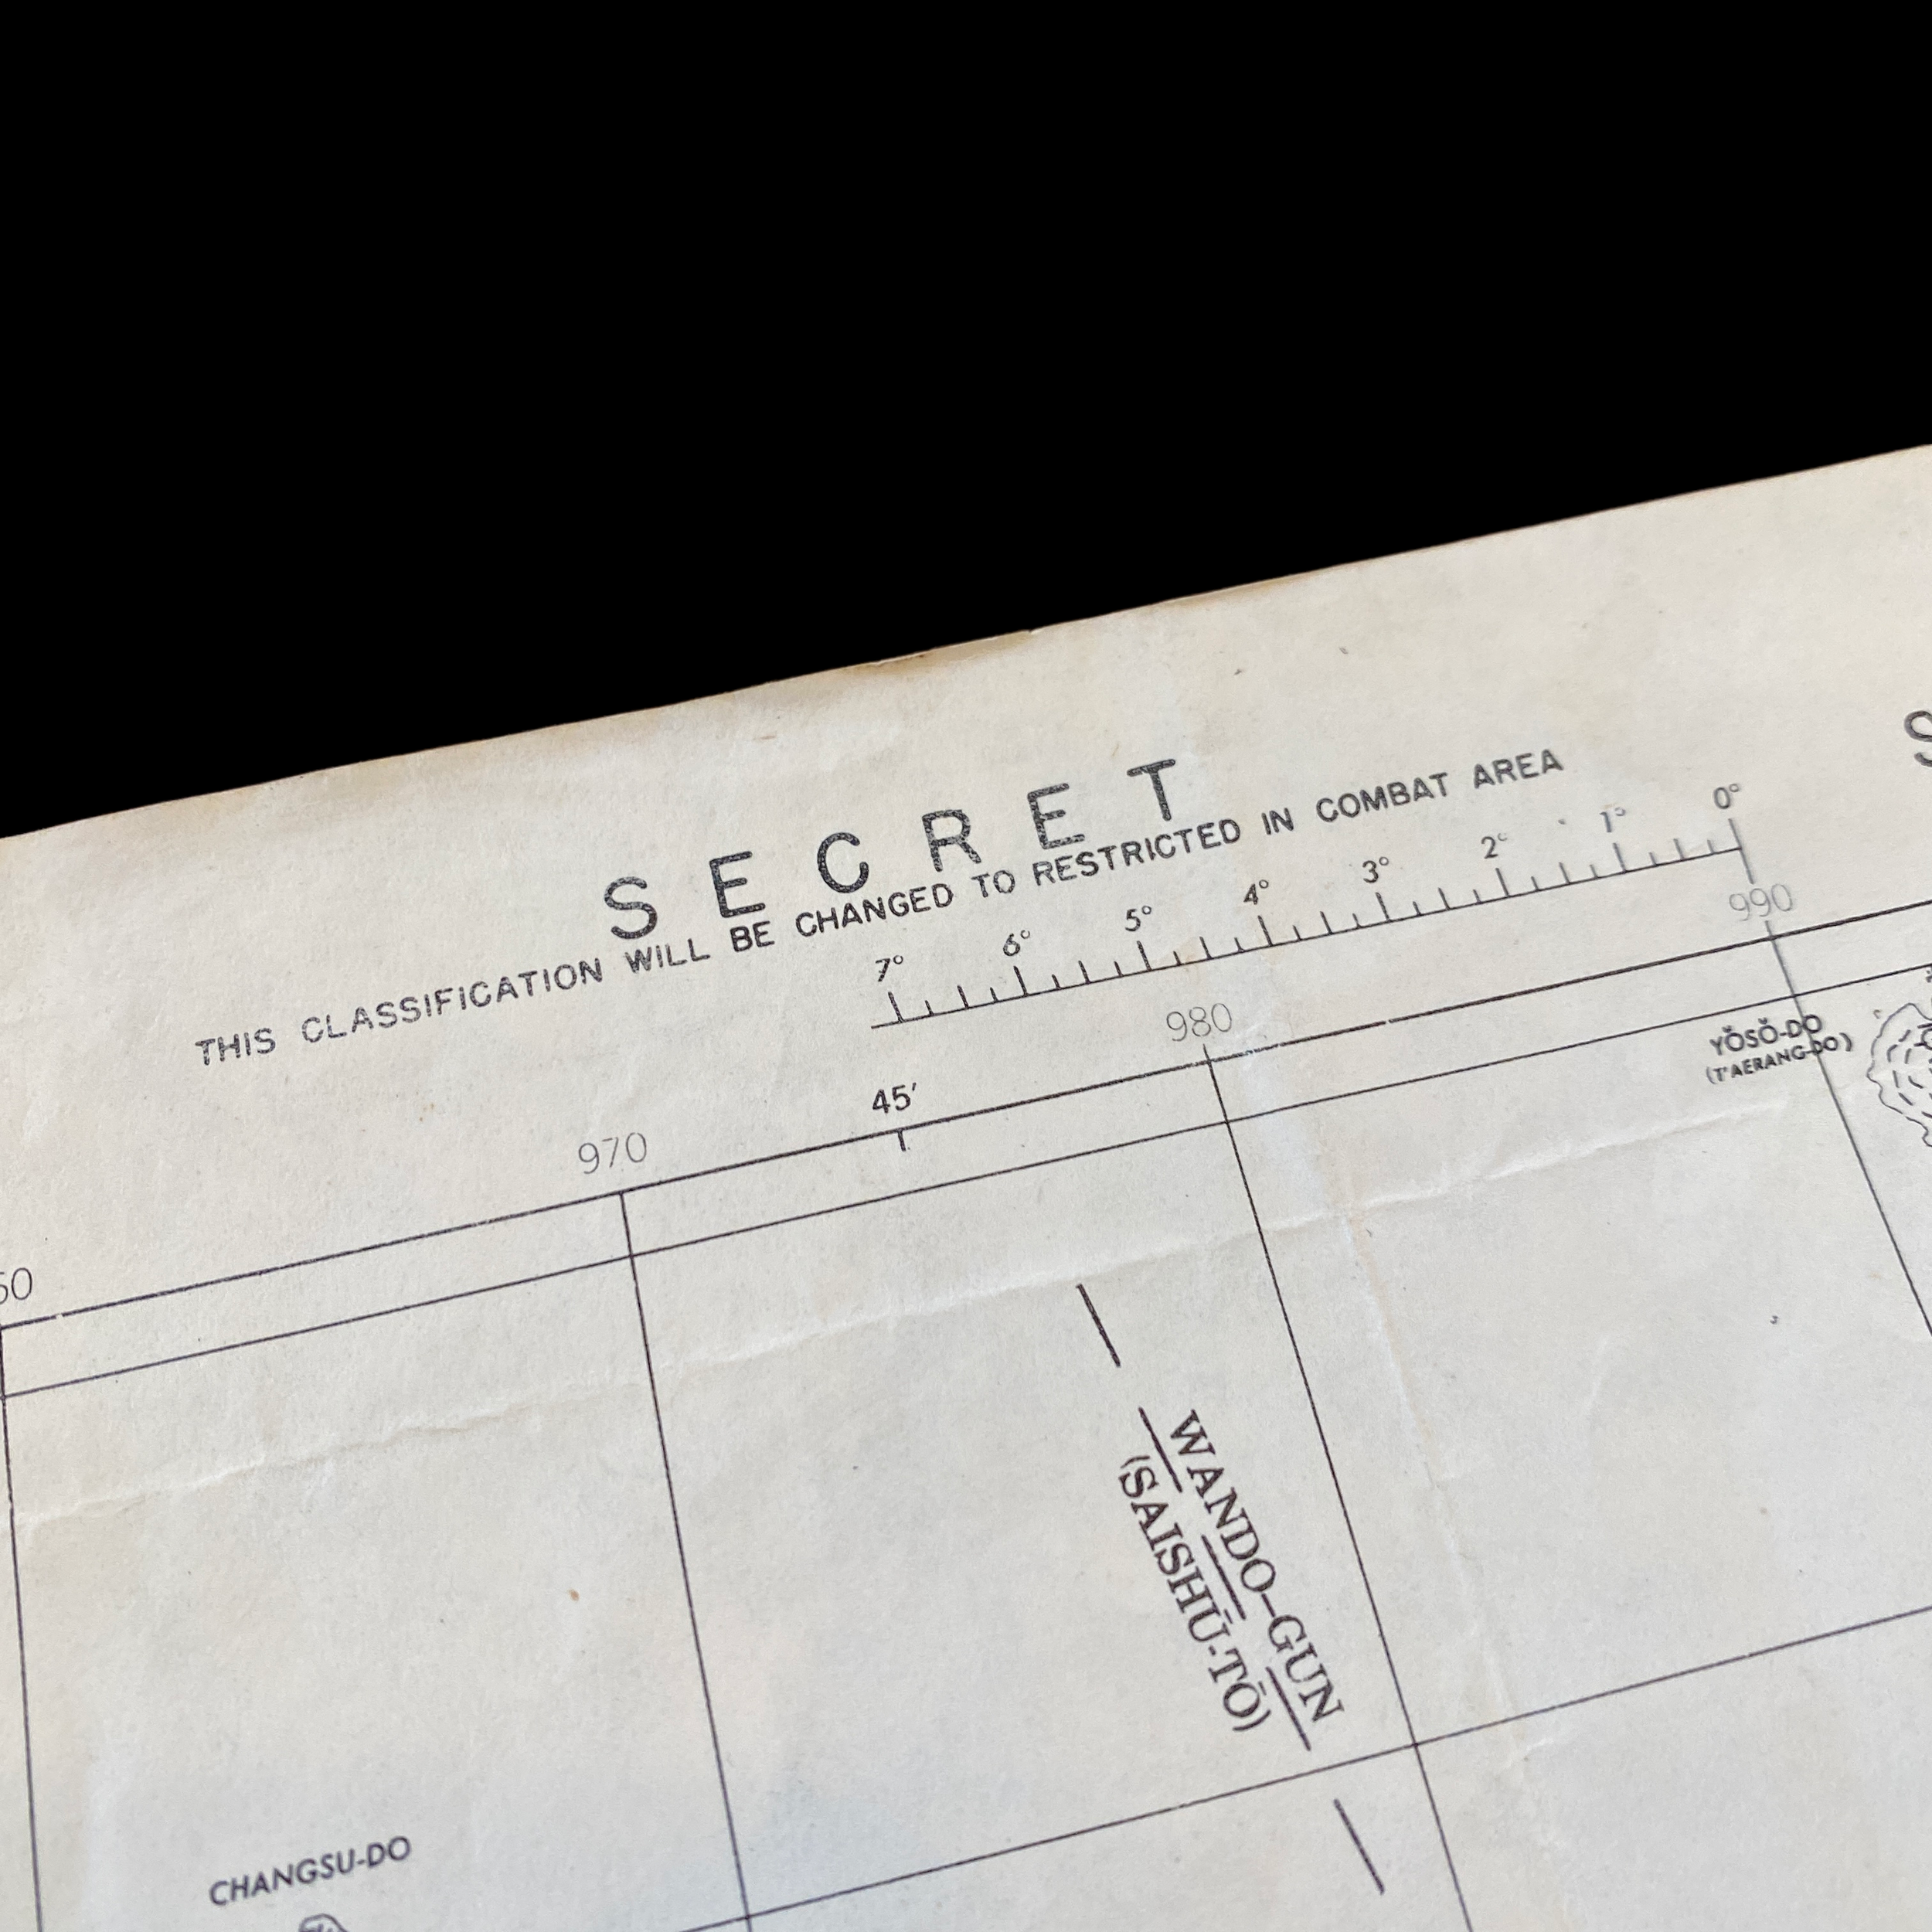 SECRET
THIS CLASSIFICATION WILL BE CHANGED TO RESTRICTED IN COMBAT AREA
7° 6° 5° 4° 3° 2° 1° 0°
970 45′ 980 990
YŎSŎ-DO
(T'AERANG-DO)
WANDO-GUN
(SAISHŪ-TŌ)
CHANGSU-DO